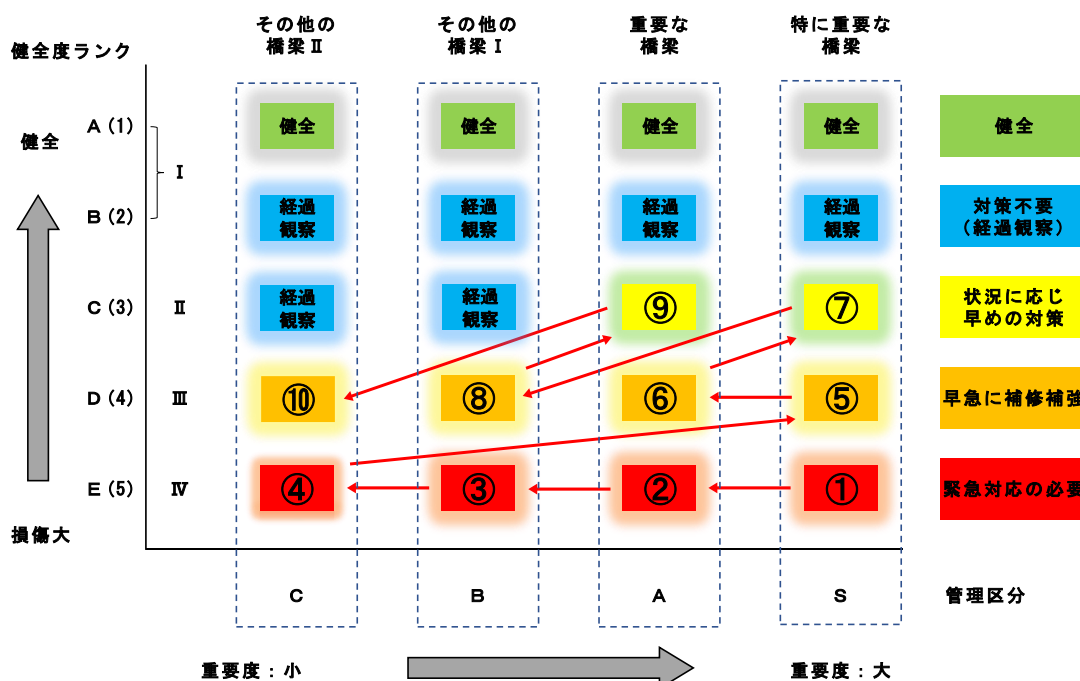 その他の
橋梁Ⅱ
その他の
橋梁Ⅰ
重要な
橋梁
特に重要な
橋梁
健全度ランク
健全
A(1)
Ⅰ
B(2)
C(3)
Ⅱ
D(4)
Ⅲ
E(5)
Ⅳ
損傷大
健全
健全
健全
健全
健全
経過
観察
経過
観察
経過
観察
経過
観察
対策不要
(経過観察)
経過
観察
経過
観察
⑨
⑦
状況に応じ
早めの対策
⑩
⑧
⑥
⑤
早急に補修補強
④
③
②
①
緊急対応の必要
C
B
A
S
管理区分
重要度:小
重要度:大